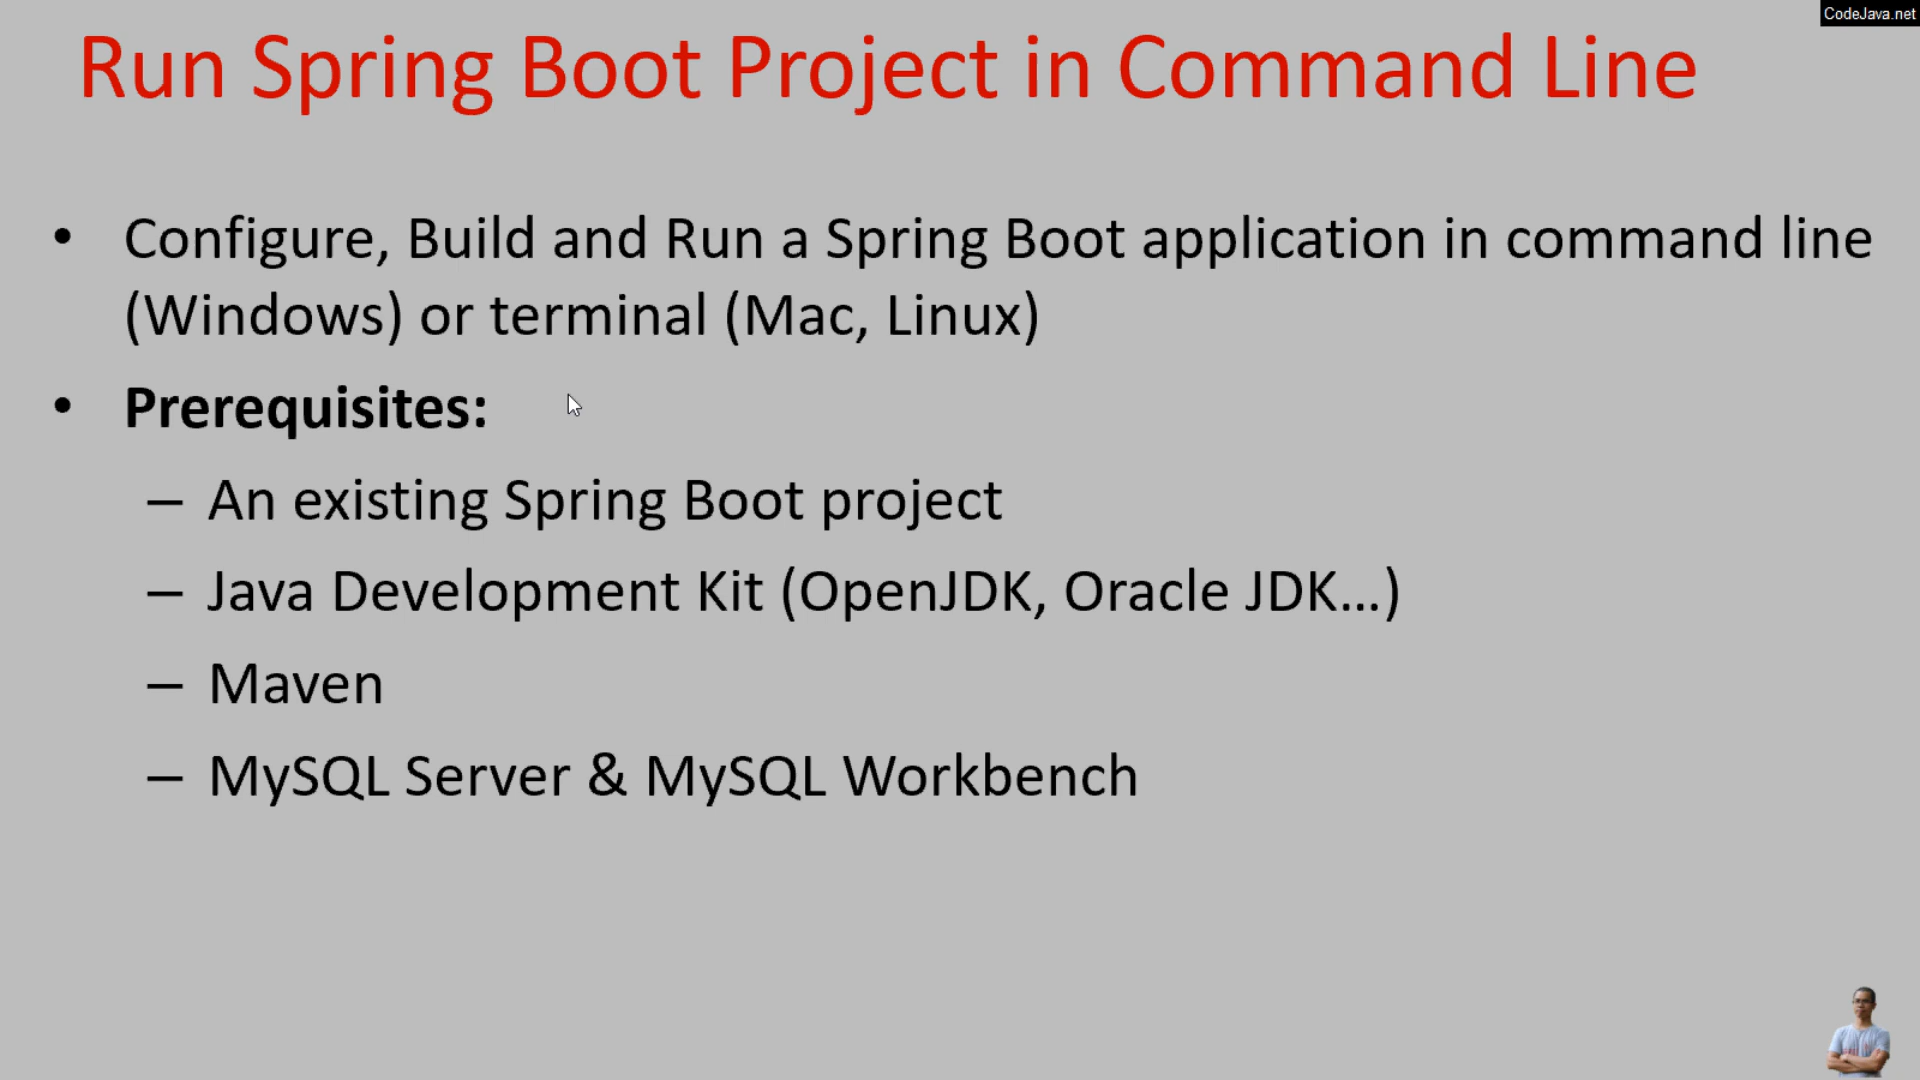 CodeJava.net
Run Spring Boot Project in Command Line
• Configure, Build and Run a Spring Boot application in command line
(Windows) or terminal (Mac, Linux)
• Prerequisites:
– An existing Spring Boot project
– Java Development Kit (OpenJDK, Oracle JDK...)
– Maven
– MySQL Server & MySQL Workbench